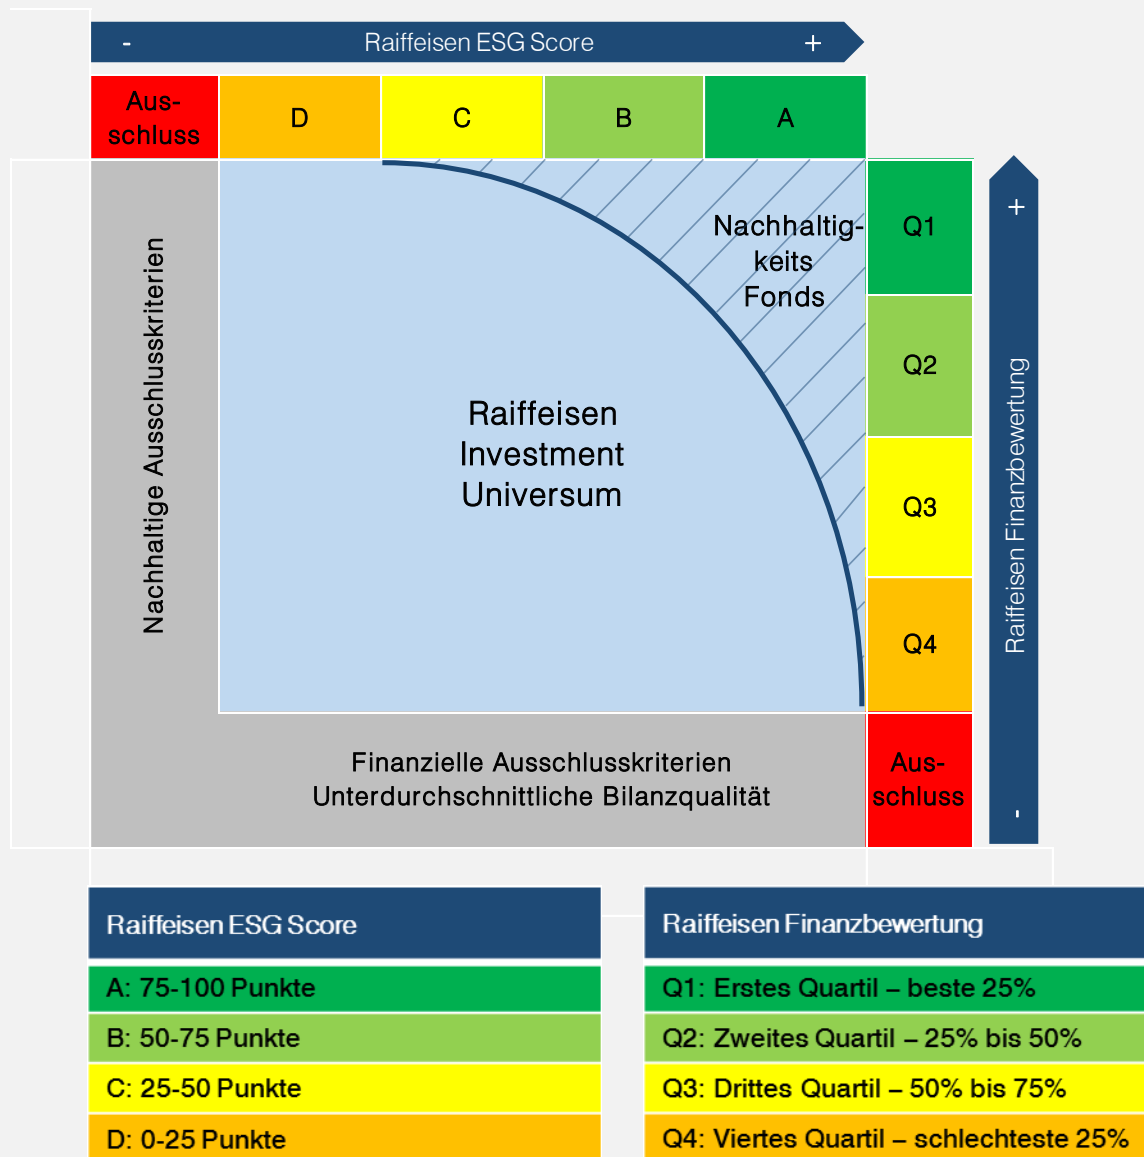 - Raiffeisen ESG Score +
Aus-
schluss
D
C
B
A
Nachhaltige Ausschlusskriterien
Nachhaltig-
keits
Fonds
Raiffeisen
Investment
Universum
Q1
Q2
Q3
Q4
Aus-
schluss
+
Raiffeisen Finanzbewertung
-
Finanzielle Ausschlusskriterien
Unterdurchschnittliche Bilanzqualität
Raiffeisen ESG Score
A: 75-100 Punkte
B: 50-75 Punkte
C: 25-50 Punkte
D: 0-25 Punkte
Raiffeisen Finanzbewertung
Q1: Erstes Quartil – beste 25%
Q2: Zweites Quartil – 25% bis 50%
Q3: Drittes Quartil – 50% bis 75%
Q4: Viertes Quartil – schlechteste 25%